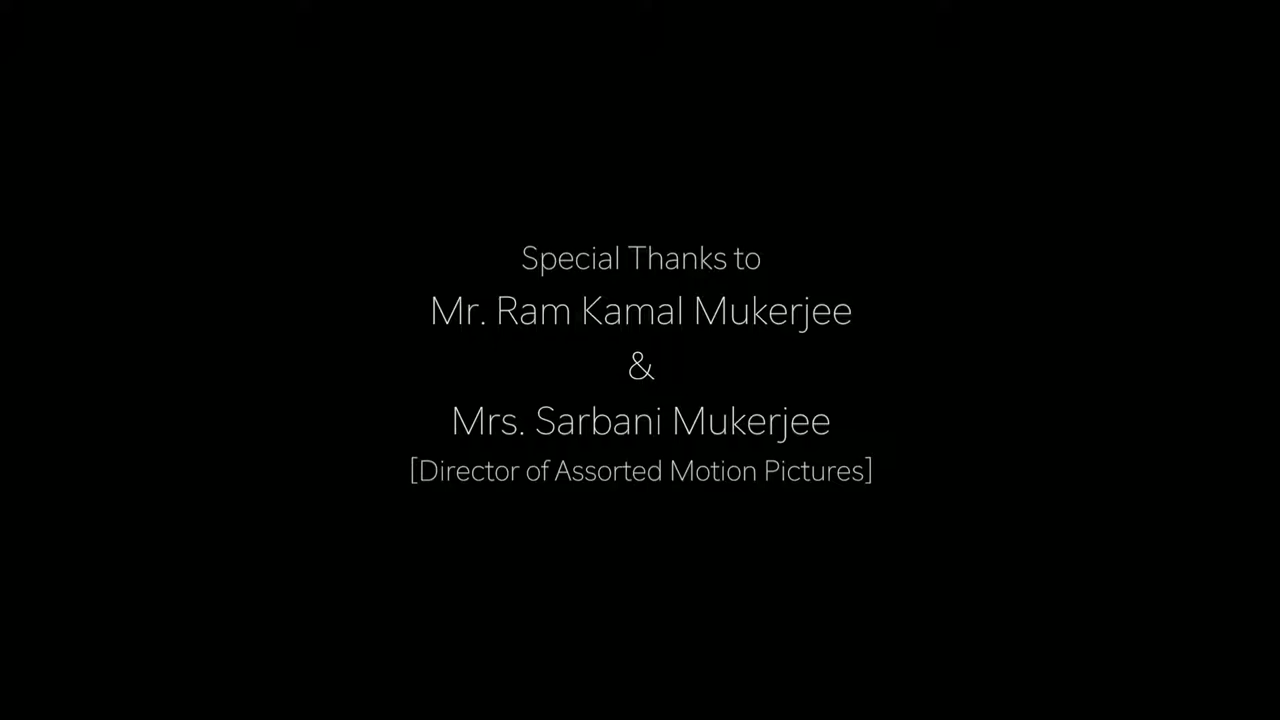 Special Thanks to
Mr. Ram Kamal Mukerjee
&
Mrs. Sarbani Mukerjee
[Director of Assorted Motion Pictures]